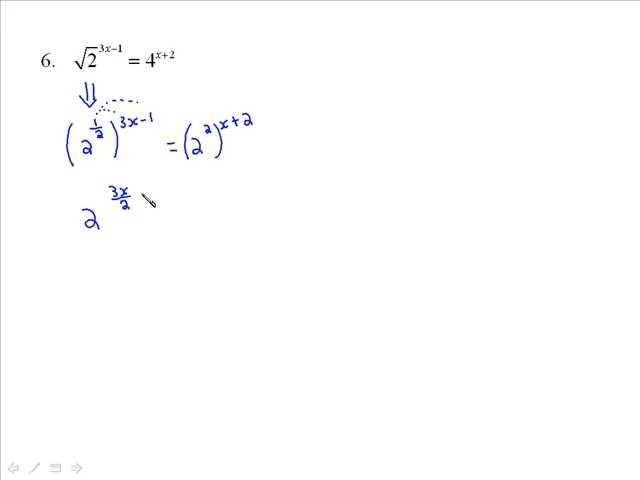 6. √2^(3x−1) = 4^(x+2)
(2^(1/2))^(3x-1) = (2^2)^(x+2)
2^(3x/2)